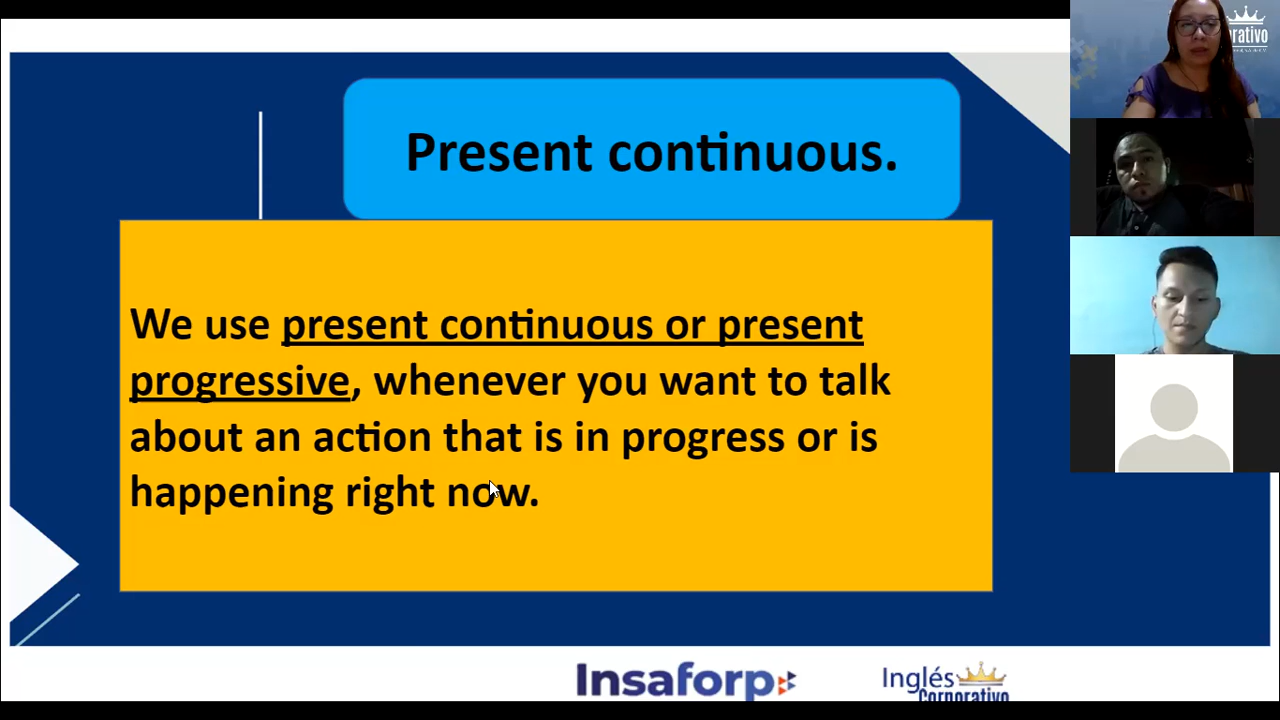 Present continuous.
We use present continuous or present
progressive, whenever you want to talk
about an action that is in progress or is
happening right now.
Insaforp
Inglés
Corporativo